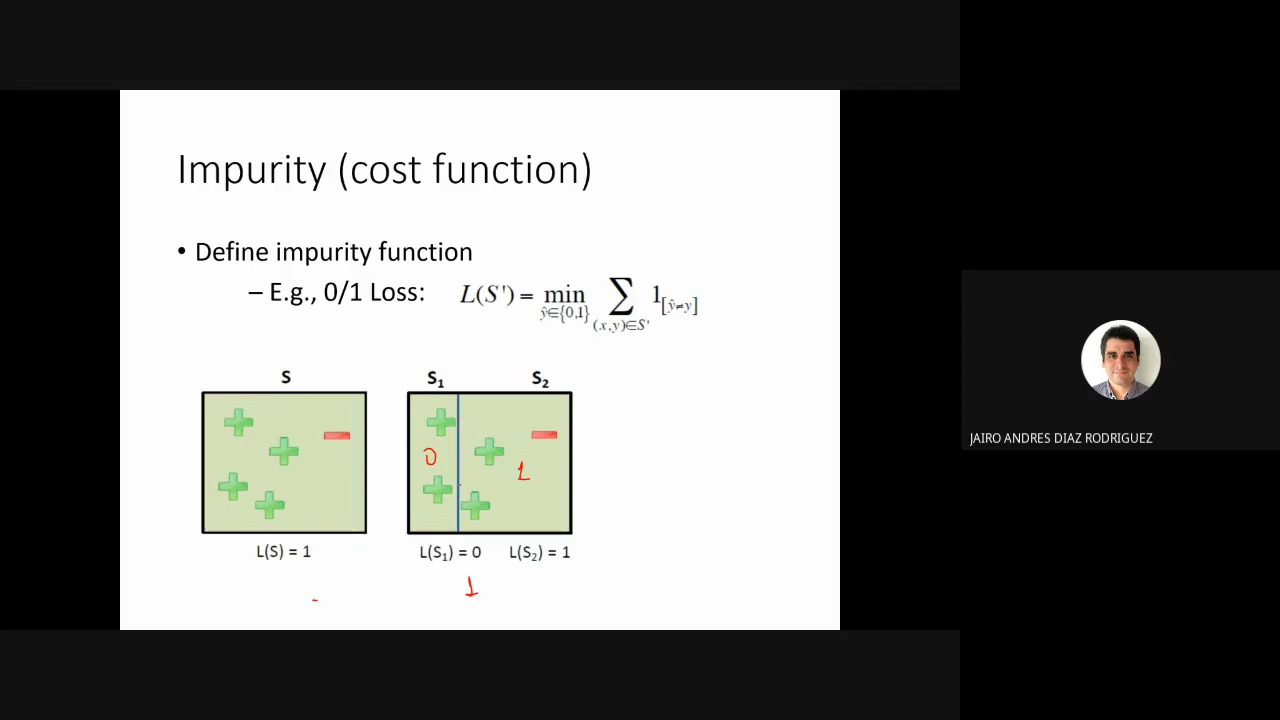 Impurity (cost function)
• Define impurity function
– E.g., 0/1 Loss: L(S') = min ŷ∈{0,1} ∑ (x,y)∈S' 1[ŷ≠y]
S S₁ S₂
0 1
L(S) = 1 L(S₁) = 0 L(S₂) = 1
1
JAIRO ANDRES DIAZ RODRIGUEZ